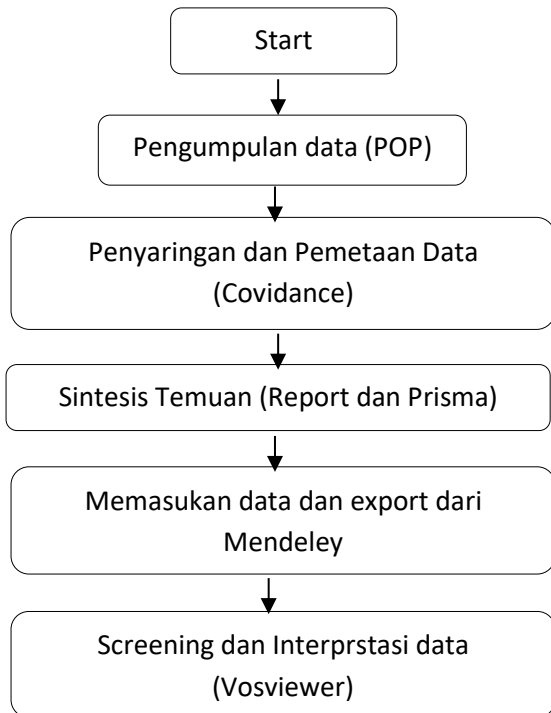 Start
Pengumpulan data (POP)
Penyaringan dan Pemetaan Data
(Covidance)
Sintesis Temuan (Report dan Prisma)
Memasukan data dan export dari
Mendeley
Screening dan Interprstasi data
(Vosviewer)